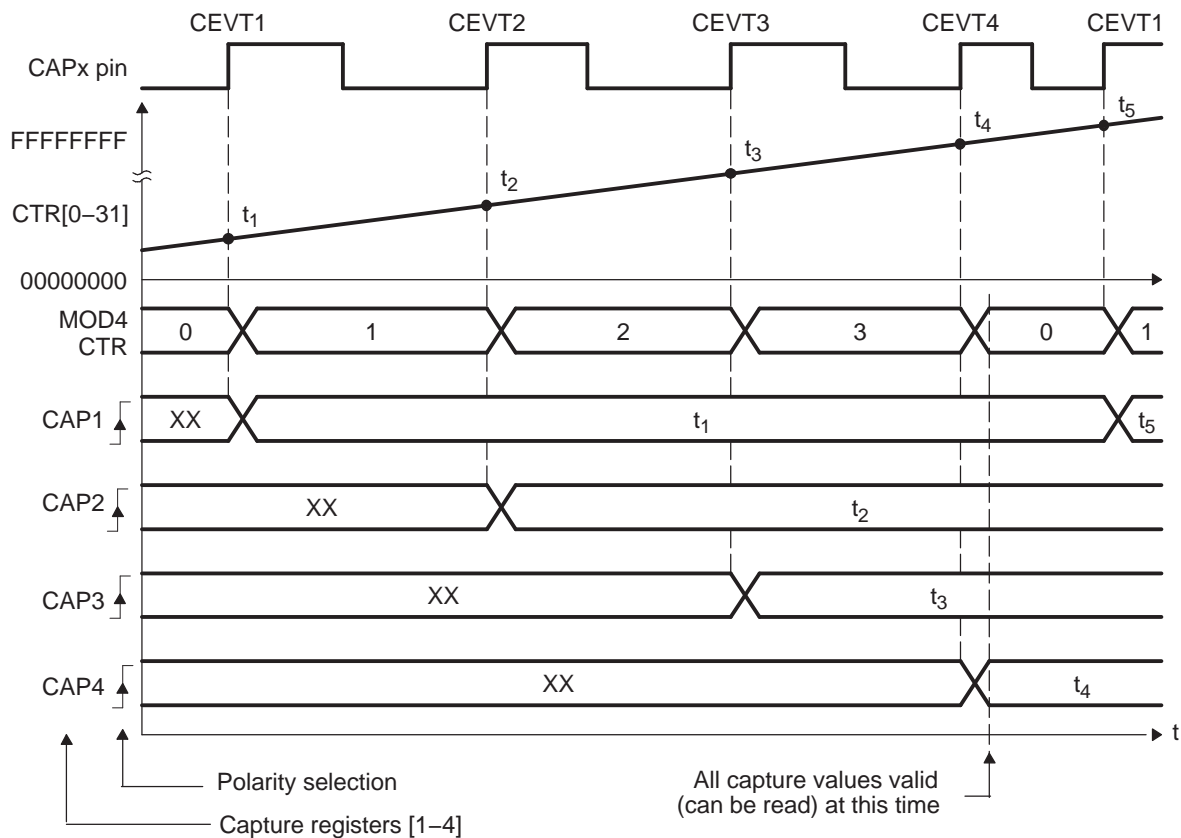 CEVT1 CEVT2 CEVT3 CEVT4 CEVT1
CAPx pin
t5
t4
FFFFFFFF
t3
t2
CTR[0−31]
t1
00000000
MOD4
CTR
0 1 2 3 0 1
CAP1 XX t1 t5
CAP2 XX t2
CAP3 XX t3
CAP4 XX t4
t
Polarity selection
All capture values valid
(can be read) at this time
Capture registers [1−4]